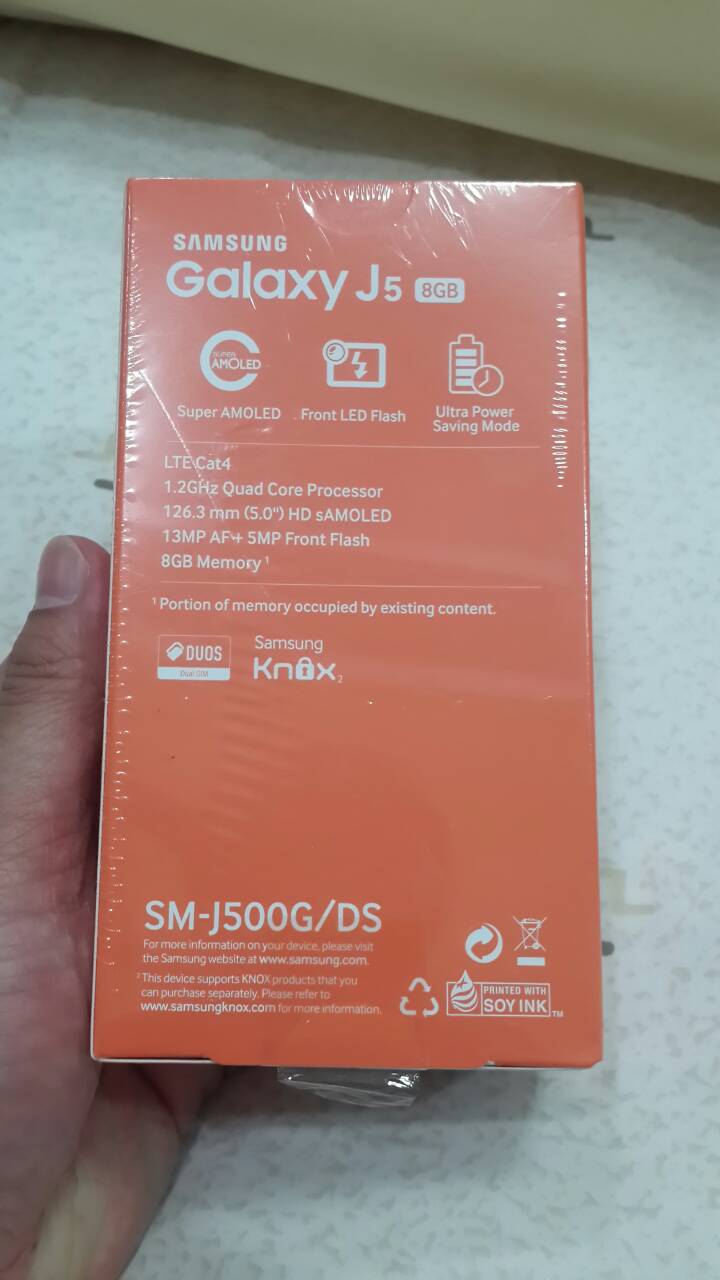 SAMSUNG
Galaxy J5 8GB
SUPER
AMOLED
Super AMOLED
Front LED Flash
Ultra Power
Saving Mode
LTE Cat4
1.2GHz Quad Core Processor
126.3 mm (5.0") HD sAMOLED
13MP AF + 5MP Front Flash
8GB Memory ¹
¹ Portion of memory occupied by existing content.
DUOS
Dual SIM
Samsung
Knox ₂
SM-J500G/DS
For more information on your device, please visit
the Samsung website at www.samsung.com.
² This device supports KNOX products that you
can purchase separately. Please refer to
www.samsungknox.com for more information.
PRINTED WITH
SOY INK ™